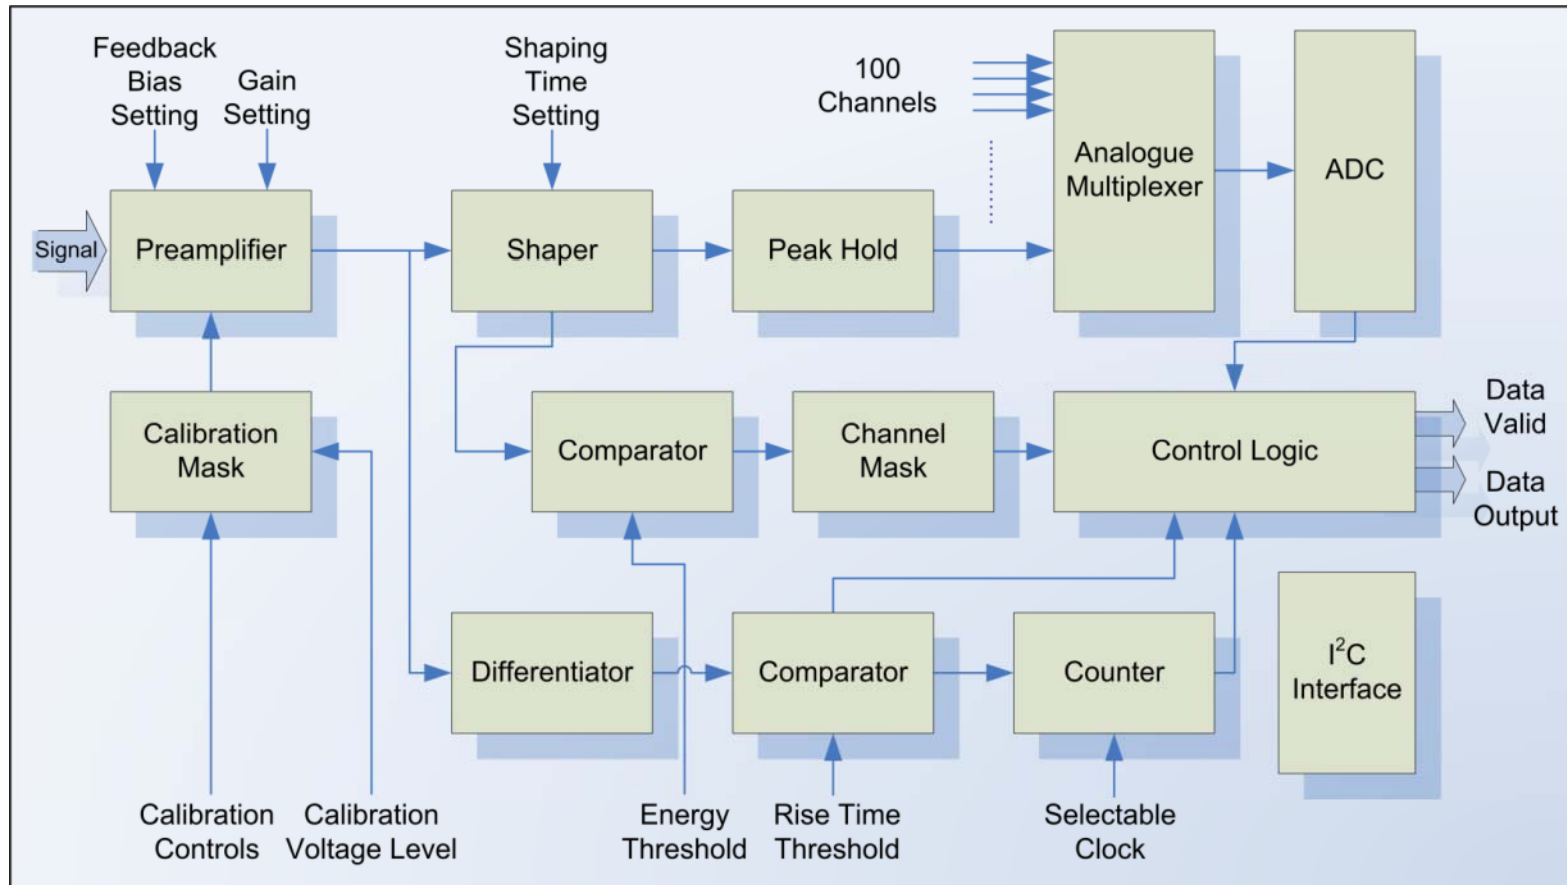 Feedback
Bias
Setting
Gain
Setting
Shaping
Time
Setting
100
Channels
Analogue
Multiplexer
ADC
Signal
Preamplifier
Shaper
Peak Hold
Calibration
Mask
Comparator
Channel
Mask
Control Logic
Data
Valid
Data
Output
Differentiator
Comparator
Counter
I²C
Interface
Calibration
Controls
Calibration
Voltage Level
Energy
Threshold
Rise Time
Threshold
Selectable
Clock